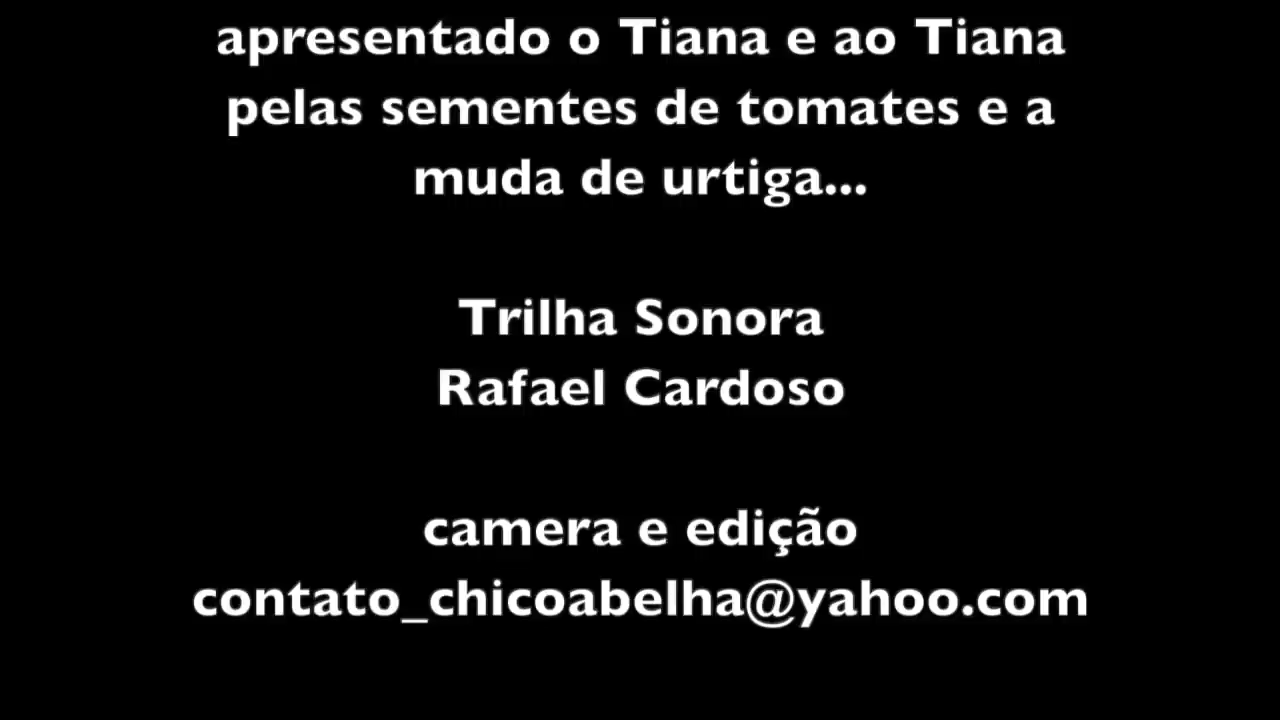 apresentado o Tiana e ao Tiana
pelas sementes de tomates e a
muda de urtiga...
Trilha Sonora
Rafael Cardoso
camera e edição
contato_chicoabelha@yahoo.com